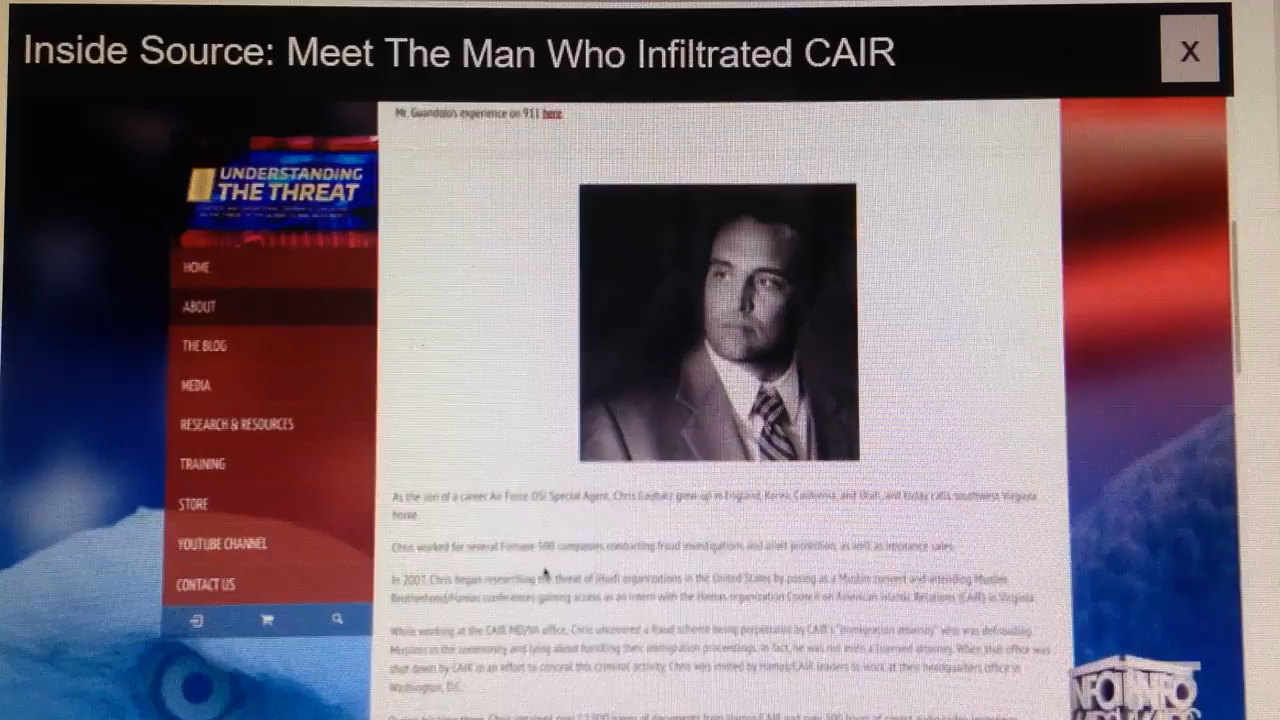 Inside Source: Meet The Man Who Infiltrated CAIR
X
Mr. Guandolo's experience on 911 here
UNDERSTANDING
THE THREAT
HOME
ABOUT
THE BLOG
MEDIA
RESEARCH & RESOURCES
TRAINING
STORE
YOUTUBE CHANNEL
CONTACT US
As the son of a career Air Force OSI Special Agent, Chris Gaubatz grew up in England, Korea, California, and Utah, and today calls southwest Virginia
home.
Chris worked for several Fortune 500 companies conducting fraud investigations and asset protection, as well as insurance sales.
In 2007, Chris began researching the threat of Jihadi organizations in the United States by posing as a Muslim convert and attending Muslim
Brotherhood/Hamas conferences gaining access as an intern with the Hamas organization Council on American Islamic Relations (CAIR) in Virginia.
While working at the CAIR MD/VA office, Chris uncovered a fraud scheme being perpetuated by CAIR's "immigration attorney" who was defrauding
Muslims in the community and lying about handling their immigration proceedings. In fact, he was not even a licensed attorney. When that office was
shut down by CAIR in an effort to conceal this criminal activity, Chris was invited by Hamas/CAIR leaders to work at their headquarters office in
Washington, D.C.
INFO